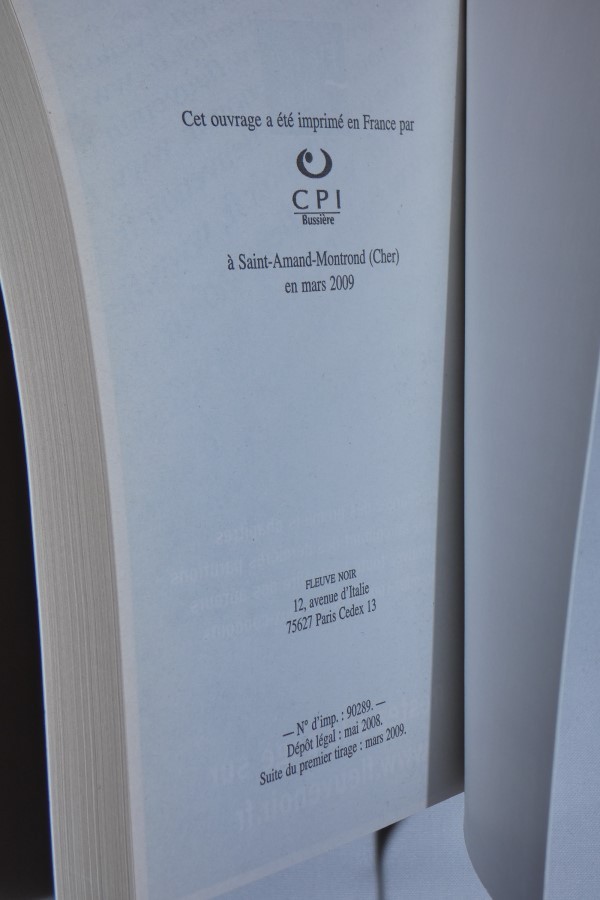 Cet ouvrage a été imprimé en France par
CPI
Bussière
à Saint-Amand-Montrond (Cher)
en mars 2009
FLEUVE NOIR
12, avenue d'Italie
75627 Paris Cedex 13
— N° d'imp. : 90289. —
Dépôt légal : mai 2008.
Suite du premier tirage : mars 2009.